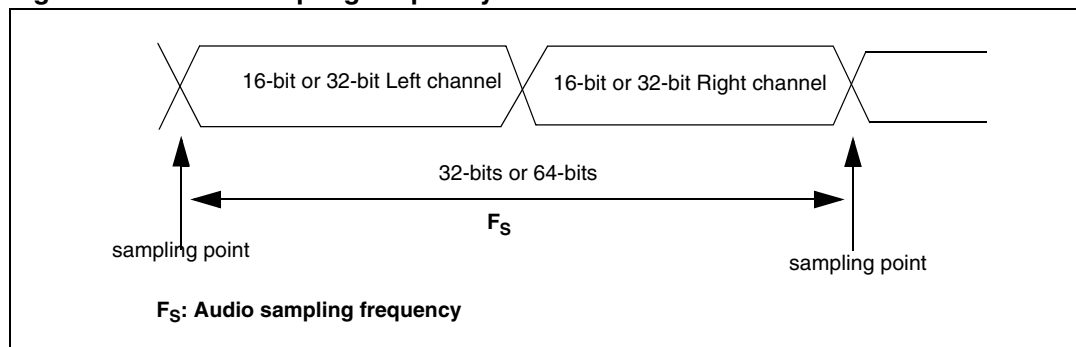 16-bit or 32-bit Left channel
16-bit or 32-bit Right channel
32-bits or 64-bits
FS
sampling point
sampling point
FS: Audio sampling frequency